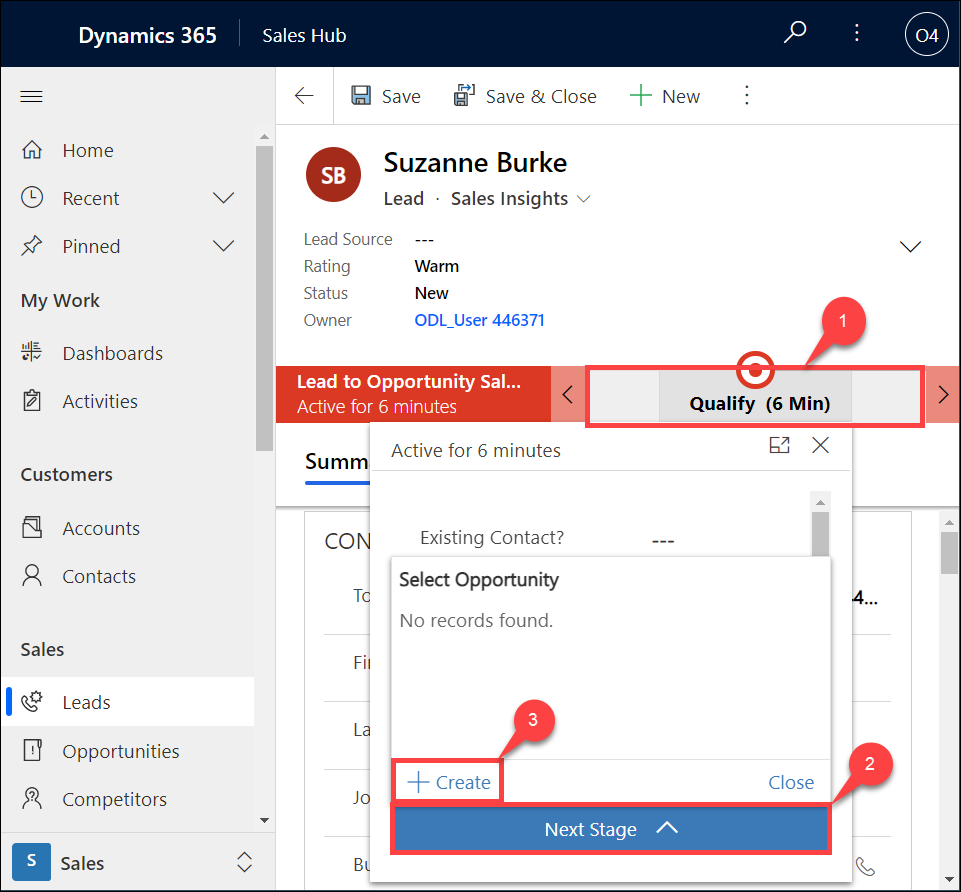 Dynamics 365 Sales Hub O4
Save Save & Close New
Home
Recent
Pinned
My Work
Dashboards
Activities
Customers
Accounts
Contacts
Sales
Leads
Opportunities
Competitors
S Sales
SB Suzanne Burke
Lead · Sales Insights
Lead Source ---
Rating Warm
Status New
Owner ODL_User 446371
1
Lead to Opportunity Sal...
Active for 6 minutes
Qualify (6 Min)
Summ
Active for 6 minutes
CON
Existing Contact? ---
Select Opportunity
No records found.
To
4...
Fi
La
Jo
Bu
3
Create Close
2
Next Stage